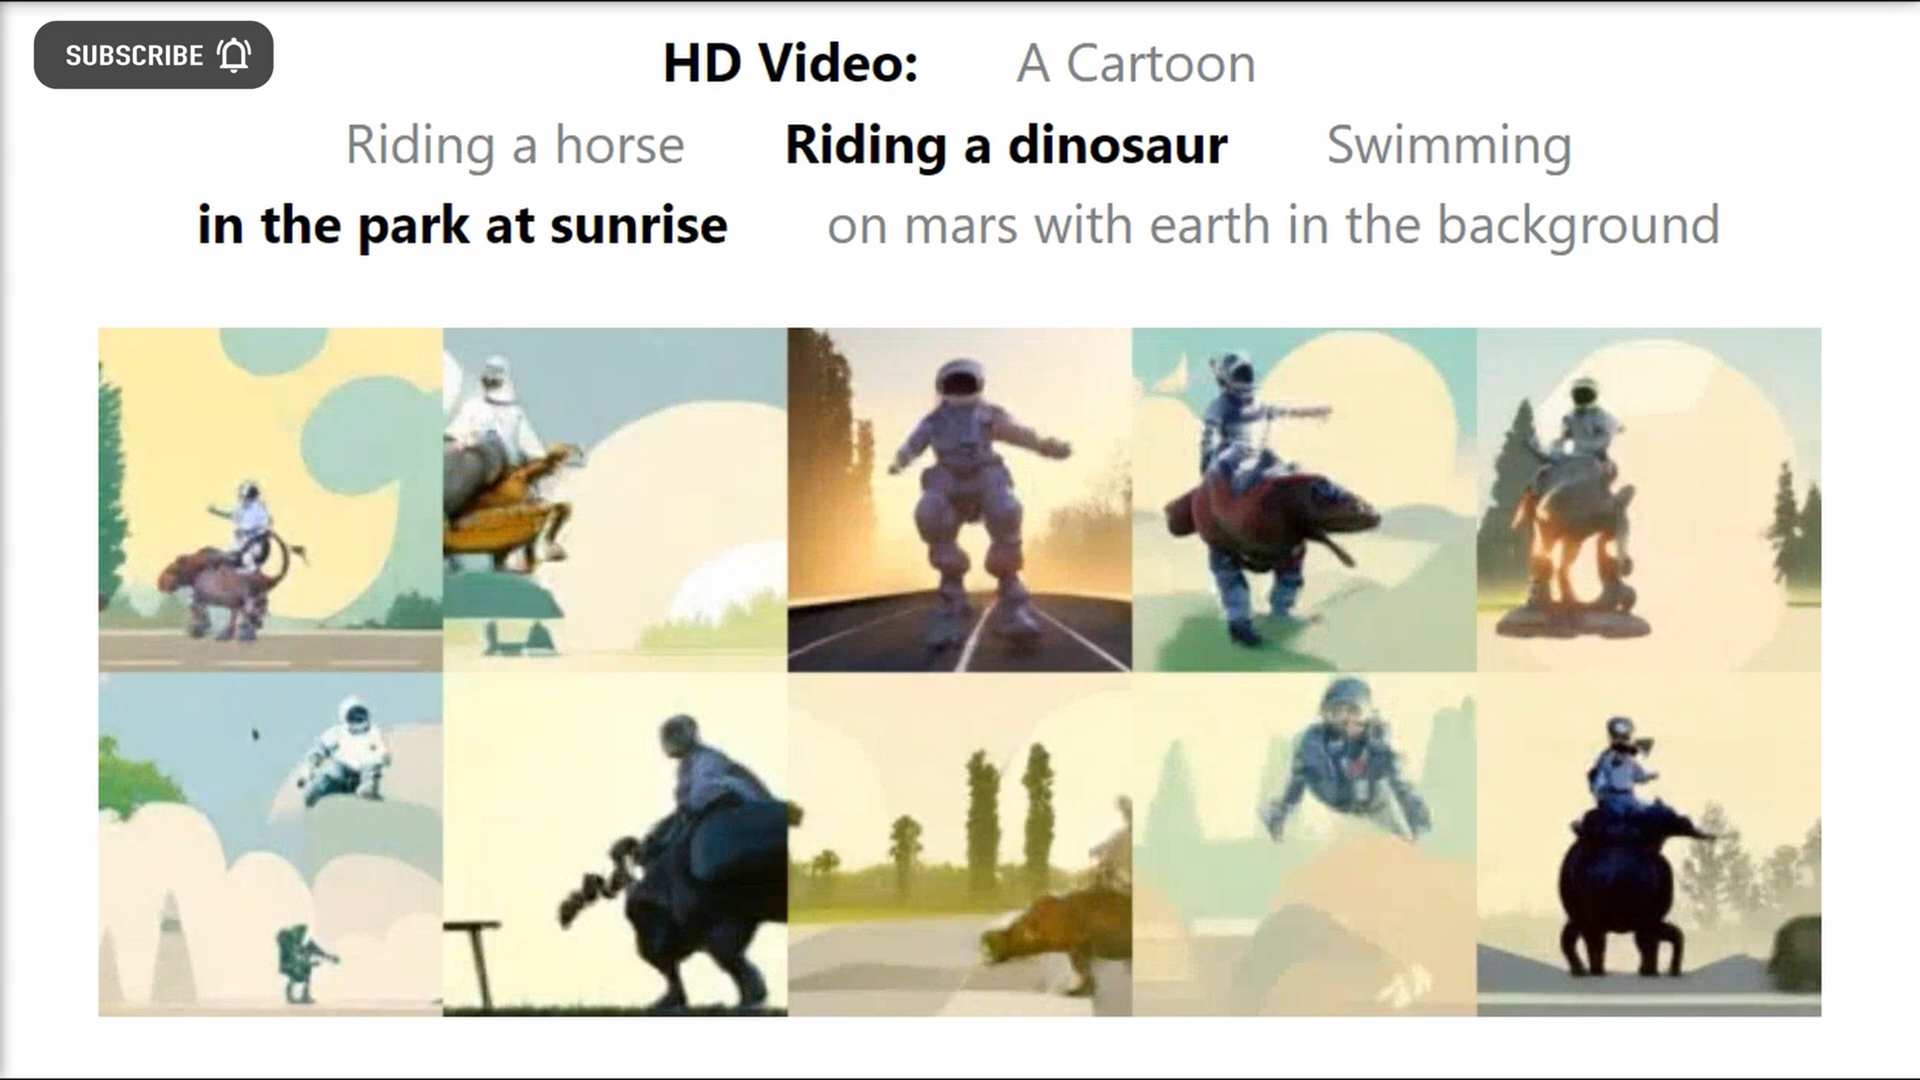 SUBSCRIBE
HD Video: A Cartoon
Riding a horse Riding a dinosaur Swimming
in the park at sunrise on mars with earth in the background